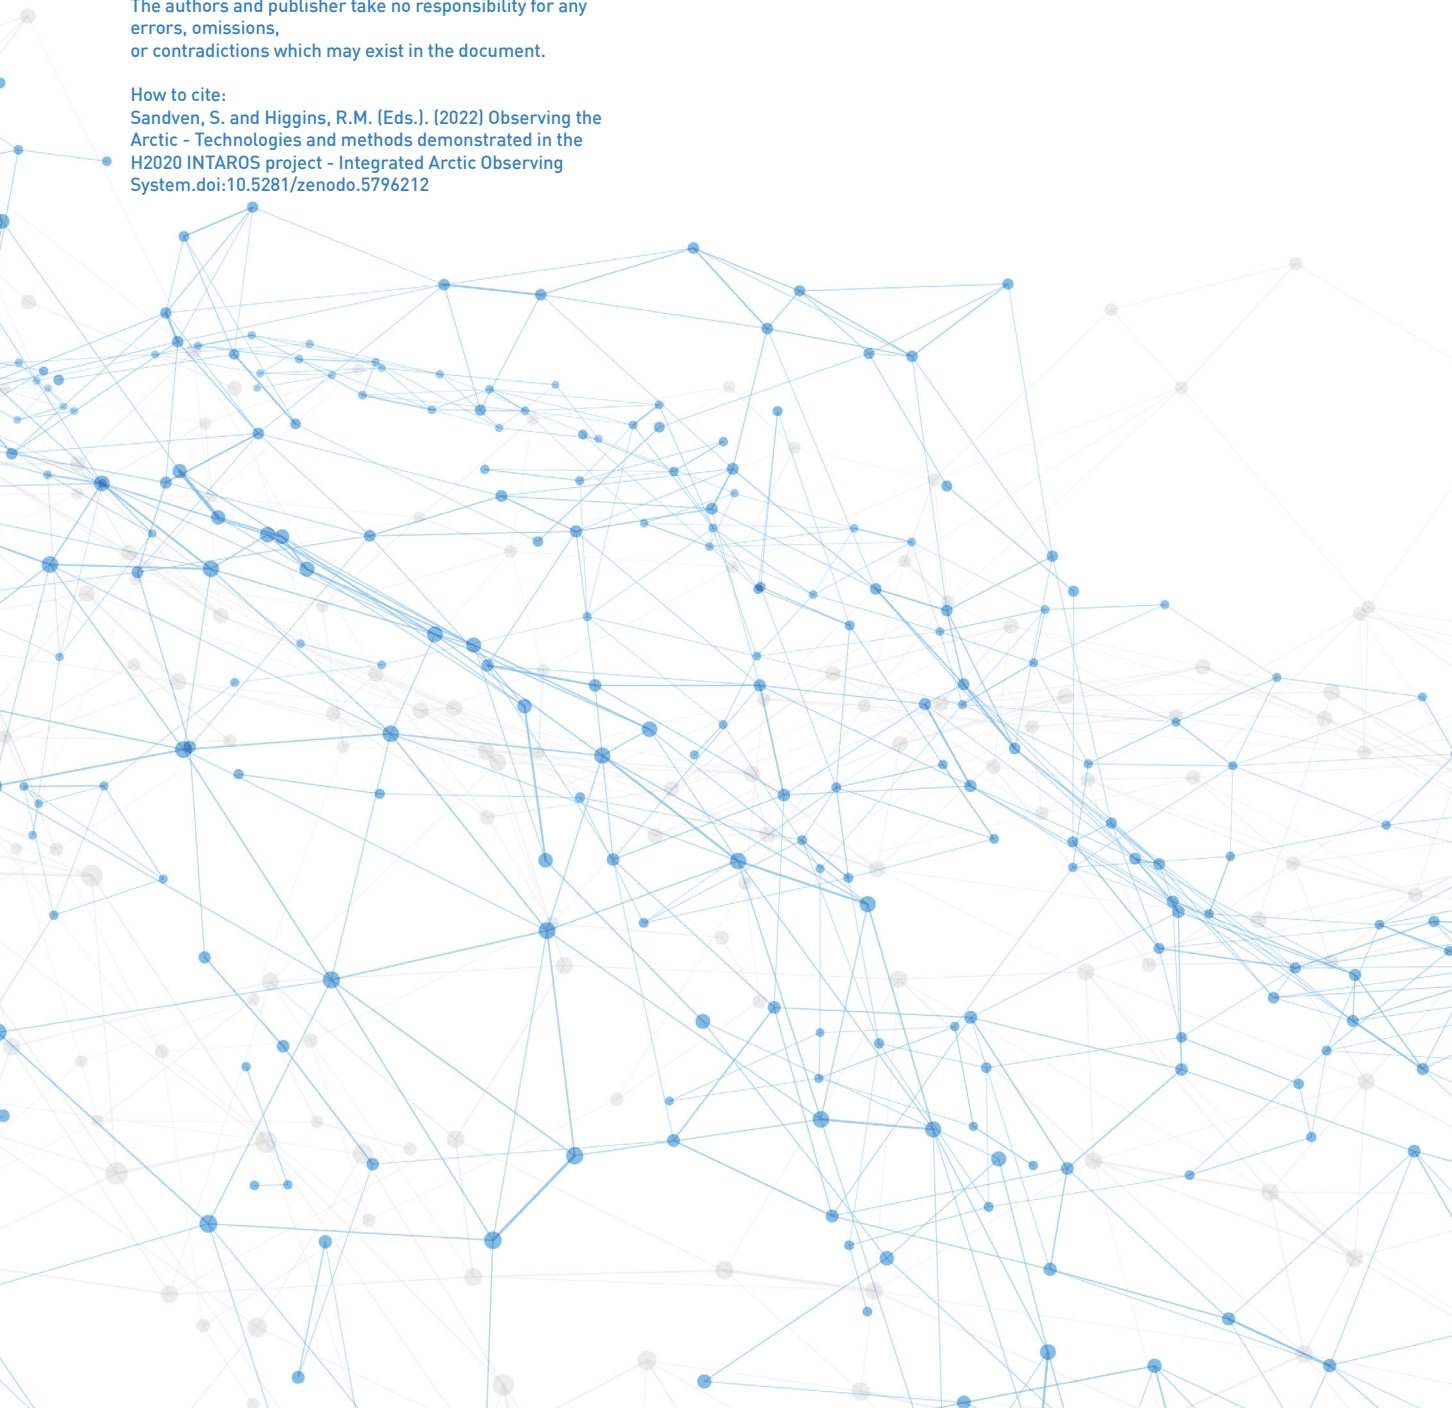 The authors and publisher take no responsibility for any
errors, omissions,
or contradictions which may exist in the document.
How to cite:
Sandven, S. and Higgins, R.M. (Eds.). (2022) Observing the
Arctic - Technologies and methods demonstrated in the
H2020 INTAROS project - Integrated Arctic Observing
System.doi:10.5281/zenodo.5796212